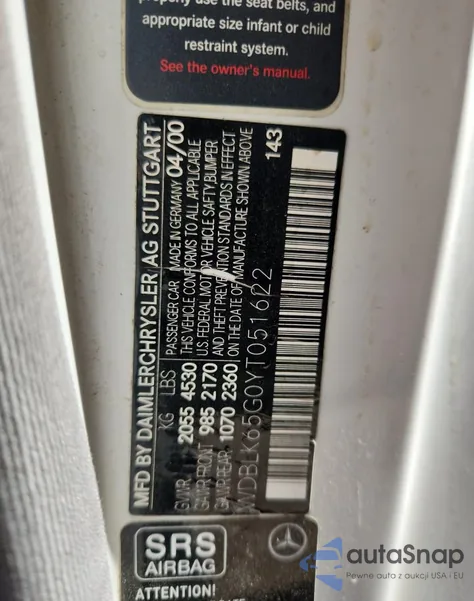 properly use the seat belts, and
appropriate size infant or child
restraint system.
See the owner's manual.
MFD BY DAIMLERCHRYSLER AG STUTTGART
KG LBS PASSENGER CAR MADE IN GERMANY 04/00
GVWR 2055 4530 THIS VEHICLE CONFORMS TO ALL APPLICABLE
GAWR FRONT 985 2170 U.S. FEDERAL MOTOR VEHICLE SAFTY, BUMPER
GAWR REAR 1070 2360 AND THEFT PREVENTION STANDARDS IN EFFECT
ON THE DATE OF MANUFACTURE SHOWN ABOVE
WDBLK65G0YT051622 143
SRS
AIRBAG
ATTENTION!
autoSnap
Pewne auto z aukcji USA i EU